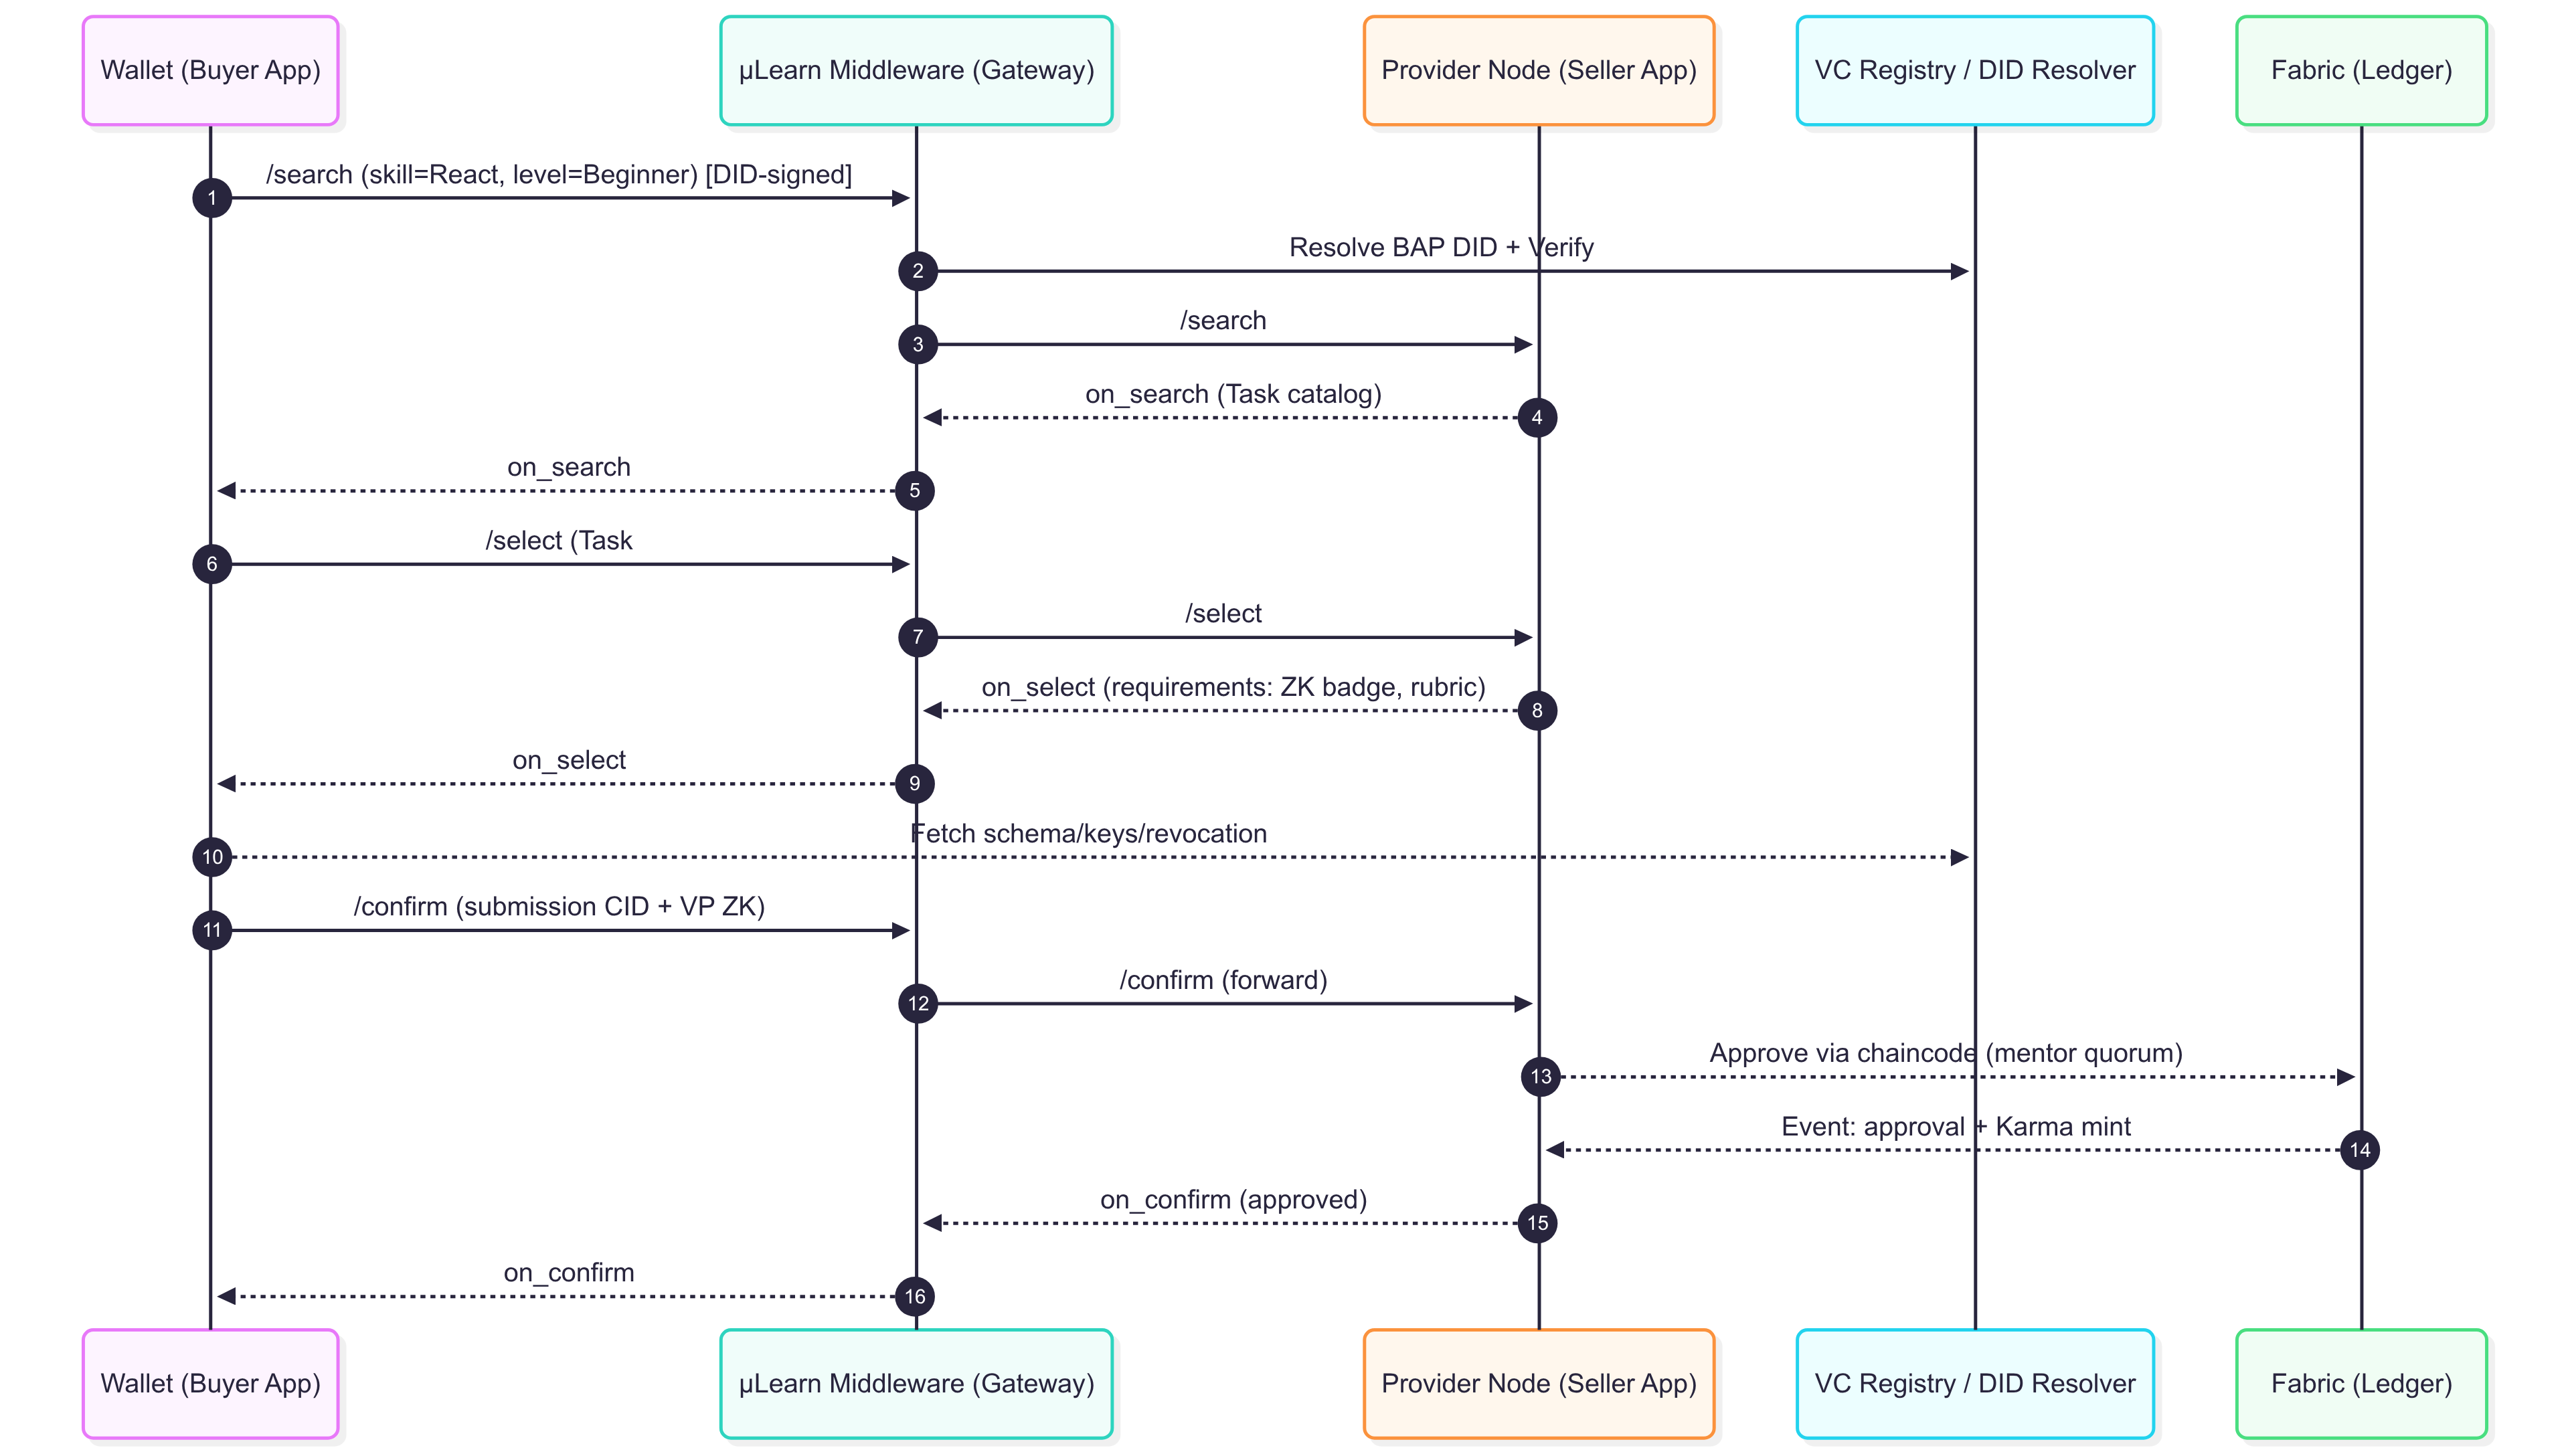 Wallet (Buyer App)
µLearn Middleware (Gateway)
Provider Node (Seller App)
VC Registry / DID Resolver
Fabric (Ledger)
/search (skill=React, level=Beginner) [DID-signed]
1
Resolve BAP DID + Verify
2
/search
3
on_search (Task catalog)
4
on_search
5
/select (Task
6
/select
7
on_select (requirements: ZK badge, rubric)
8
on_select
9
Fetch schema/keys/revocation
10
/confirm (submission CID + VP ZK)
11
/confirm (forward)
12
Approve via chaincode (mentor quorum)
13
Event: approval + Karma mint
14
on_confirm (approved)
15
on_confirm
16
Wallet (Buyer App)
µLearn Middleware (Gateway)
Provider Node (Seller App)
VC Registry / DID Resolver
Fabric (Ledger)